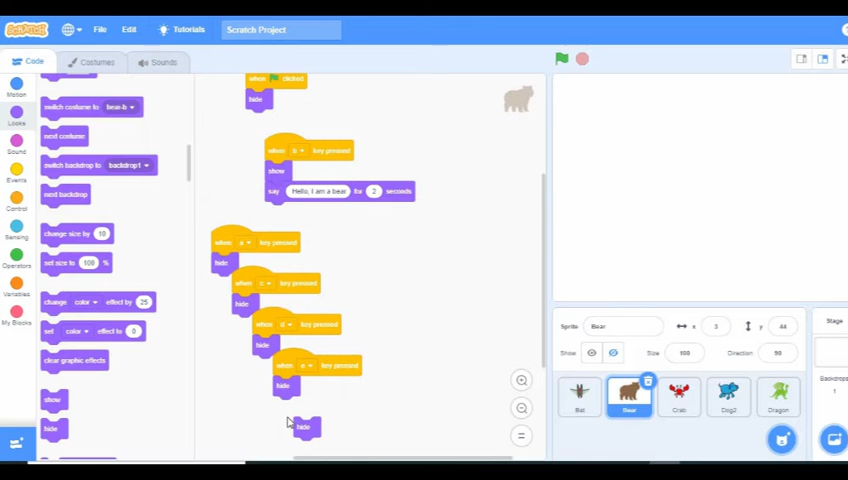 SCRATCH File Edit Tutorials Scratch Project
Code Costumes Sounds
Motion
Looks
Sound
Events
Control
Sensing
Operators
Variables
My Blocks
switch costume to bear-b
next costume
switch backdrop to backdrop1
next backdrop
change size by 10
set size to 100 %
change color effect by 25
set color effect to 0
clear graphic effects
show
hide
when clicked
hide
when b key pressed
show
say Hello, I am a bear for 2 seconds
when a key pressed
hide
when c key pressed
hide
when d key pressed
hide
when e key pressed
hide
hide
Sprite Bear x 3 y 44
Show Size 100 Direction 90
Bat Bear Crab Dog2 Dragon
Stage
Backdrops
1